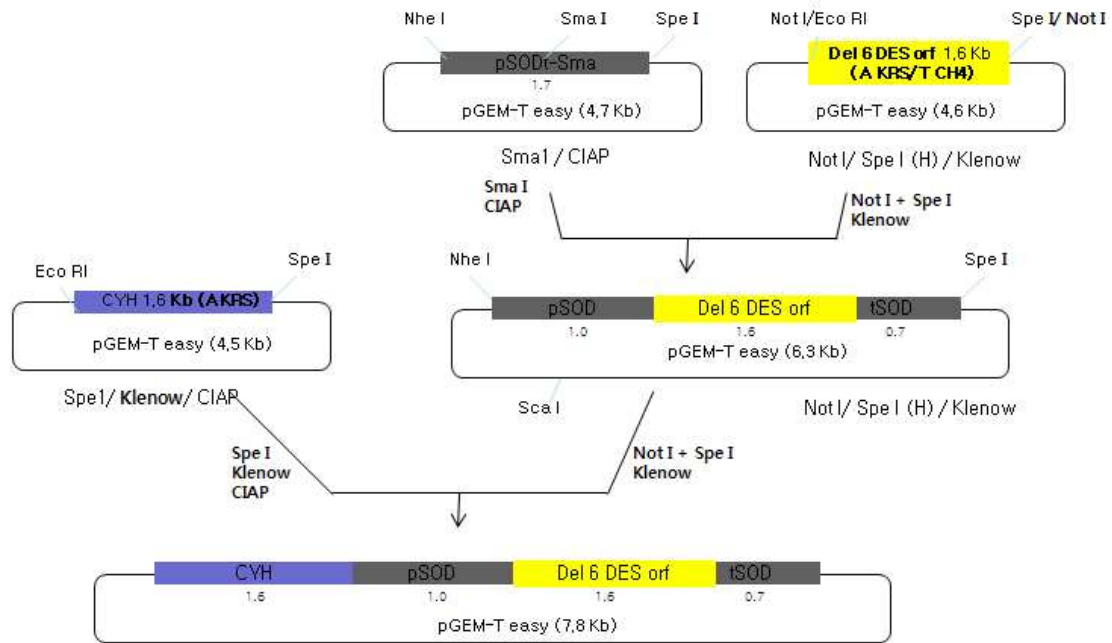 Nhe I
Sma I
Spe I
pSODt-Sma
1.7
pGEM-T easy (4,7 Kb)
Sma1 / CIAP
Not I/Eco RI
Spe I/ Not I
Del 6 DES orf 1,6 Kb
(A KRS/T CH4)
pGEM-T easy (4,6 Kb)
Not I/ Spe I (H) / Klenow
Sma I
CIAP
Not I + Spe I
Klenow
Eco RI
Spe I
CYH 1,6 Kb (AKRS)
pGEM-T easy (4,5 Kb)
Spe1/ Klenow/ CIAP
Nhe I
Spe I
pSOD
Del 6 DES orf
tSOD
1.0
1.6
0.7
pGEM-T easy (6,3 Kb)
Sca I
Not I/ Spe I (H) / Klenow
Spe I
Klenow
CIAP
Not I + Spe I
Klenow
CYH
pSOD
Del 6 DES orf
tSOD
1.6
1.0
1.6
0.7
pGEM-T easy (7,8 Kb)